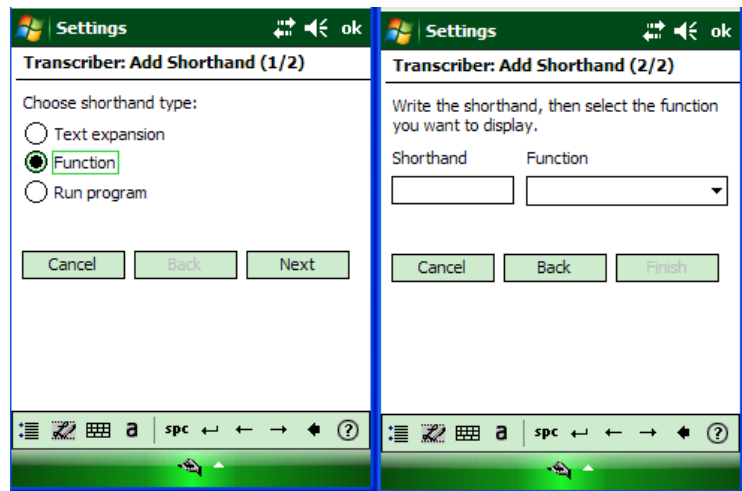 Settings ok
Transcriber: Add Shorthand (1/2)
Choose shorthand type:
Text expansion
Function
Run program
Cancel Back Next
a spc ?
Settings ok
Transcriber: Add Shorthand (2/2)
Write the shorthand, then select the function
you want to display.
Shorthand Function
Cancel Back Finish
a spc ?